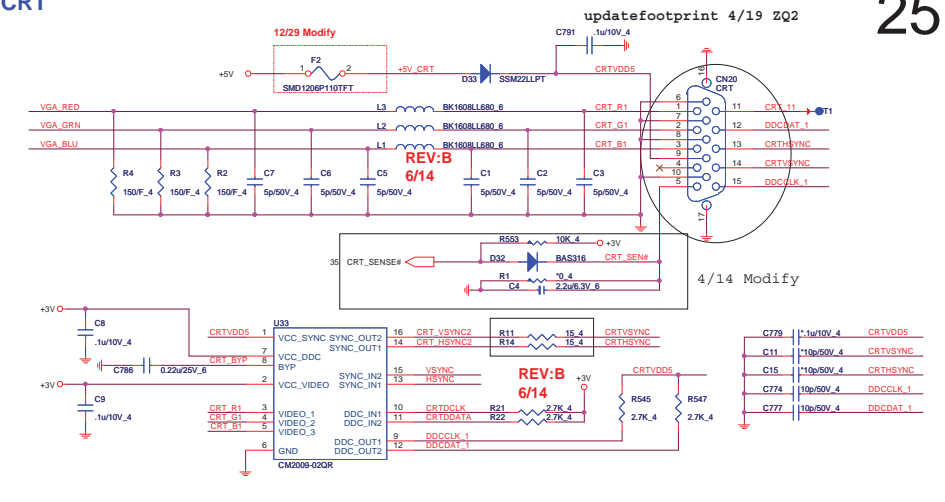 CRT
25
updatefootprint 4/19 ZQ2
12/29 Modify
F2
+5V
1
2
SMD1206P110TFT
+5V_CRT
D33
SSM22LLPT
C791
.1u/10V_4
CRTVDD5
CN20
CRT
16
17
6
1
7
2
8
3
9
4
10
5
11
12
13
14
15
CRT_11
T1
DDCDAT_1
CRTHSYNC
CRTVSYNC
DDCCLK_1
VGA_RED
VGA_GRN
VGA_BLU
L3
BK1608LL680_6
CRT_R1
L2
BK1608LL680_6
CRT_G1
L1
BK1608LL680_6
CRT_B1
REV:B
6/14
R4
150/F_4
R3
150/F_4
R2
150/F_4
C7
5p/50V_4
C6
5p/50V_4
C5
5p/50V_4
C1
5p/50V_4
C2
5p/50V_4
C3
5p/50V_4
R553
10K_4
+3V
35
CRT_SENSE#
D32
BAS316
CRT_SEN#
R1
*0_4
C4
2.2u/6.3V_6
4/14 Modify
+3V
C8
.1u/10V_4
C786
0.22u/25V_6
CRT_BYP
+3V
C9
.1u/10V_4
CRTVDD5
CRT_R1
CRT_G1
CRT_B1
U33
1 VCC_SYNC SYNC_OUT2 16
SYNC_OUT1 14
7 VCC_DDC
8 BYP
SYNC_IN2 15
2 VCC_VIDEO SYNC_IN1 13
3 VIDEO_1 DDC_IN1 10
4 VIDEO_2 DDC_IN2 11
5 VIDEO_3
DDC_OUT1 9
6 GND DDC_OUT2 12
CM2009-02QR
CRT_VSYNC2
CRT_HSYNC2
R11
15_4
CRTVSYNC
R14
15_4
CRTHSYNC
VSYNC
HSYNC
REV:B
6/14
+3V
CRTDCLK
R21
2.7K_4
CRTDDATA
R22
2.7K_4
DDCCLK_1
DDCDAT_1
CRTVDD5
R545
2.7K_4
R547
2.7K_4
C779
*.1u/10V_4
CRTVDD5
C11
*10p/50V_4
CRTVSYNC
C15
*10p/50V_4
CRTHSYNC
C774
10p/50V_4
DDCCLK_1
C777
10p/50V_4
DDCDAT_1